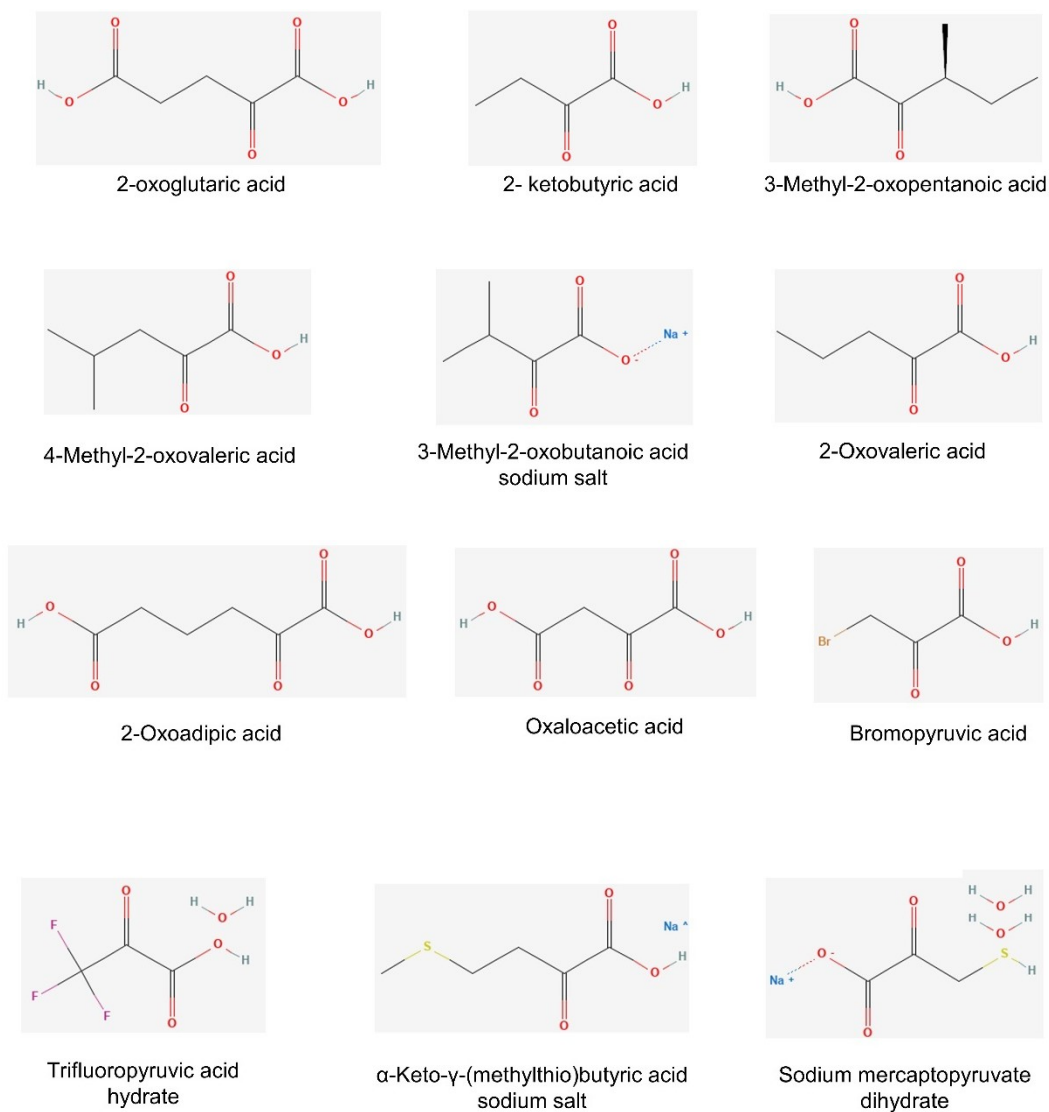 2-oxoglutaric acid
2- ketobutyric acid
3-Methyl-2-oxopentanoic acid
4-Methyl-2-oxovaleric acid
3-Methyl-2-oxobutanoic acid
sodium salt
2-Oxovaleric acid
2-Oxoadipic acid
Oxaloacetic acid
Bromopyruvic acid
Trifluoropyruvic acid
hydrate
α-Keto-γ-(methylthio)butyric acid
sodium salt
Sodium mercaptopyruvate
dihydrate